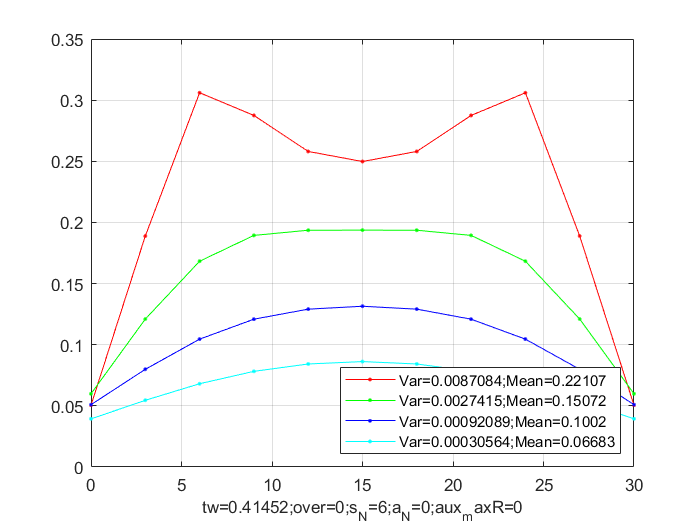 0.35
0.3
0.25
0.2
0.15
0.1
0.05
0
0 5 10 15 20 25 30
Var=0.0087084;Mean=0.22107
Var=0.0027415;Mean=0.15072
Var=0.00092089;Mean=0.1002
Var=0.00030564;Mean=0.06683
tw=0.41452;over=0;s_N=6;a_N=0;aux_maxR=0